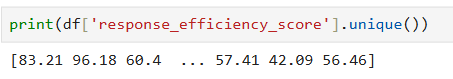 print(df['response_efficiency_score'].unique())
[83.21 96.18 60.4  ... 57.41 42.09 56.46]